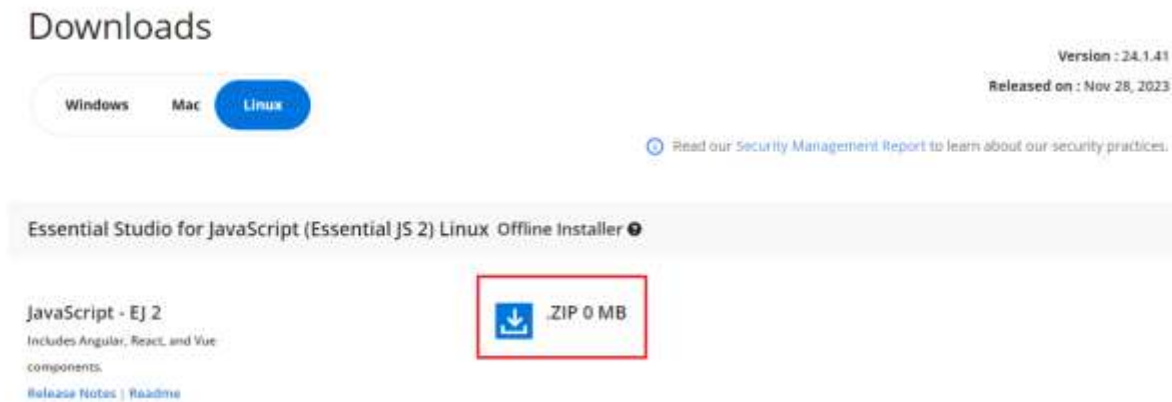 Downloads
Version : 24.1.41
Windows Mac Linux
Released on : Nov 28, 2023
Read our Security Management Report to learn about our security practices.
Essential Studio for JavaScript (Essential JS 2) Linux Offline Installer
JavaScript - EJ 2
.ZIP 0 MB
Includes Angular, React, and Vue
components.
Release Notes | Readme